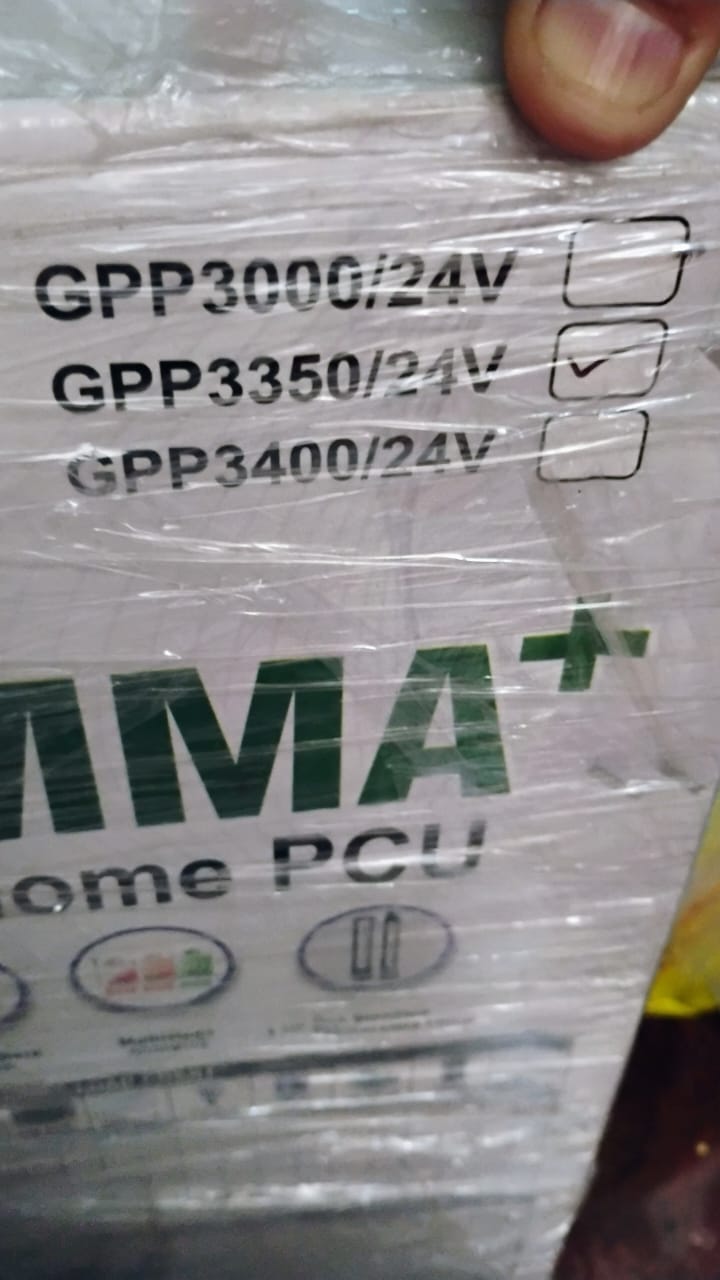 GPP3000/24V
GPP3350/24V
GPP3400/24V
MMA+
ome PCU